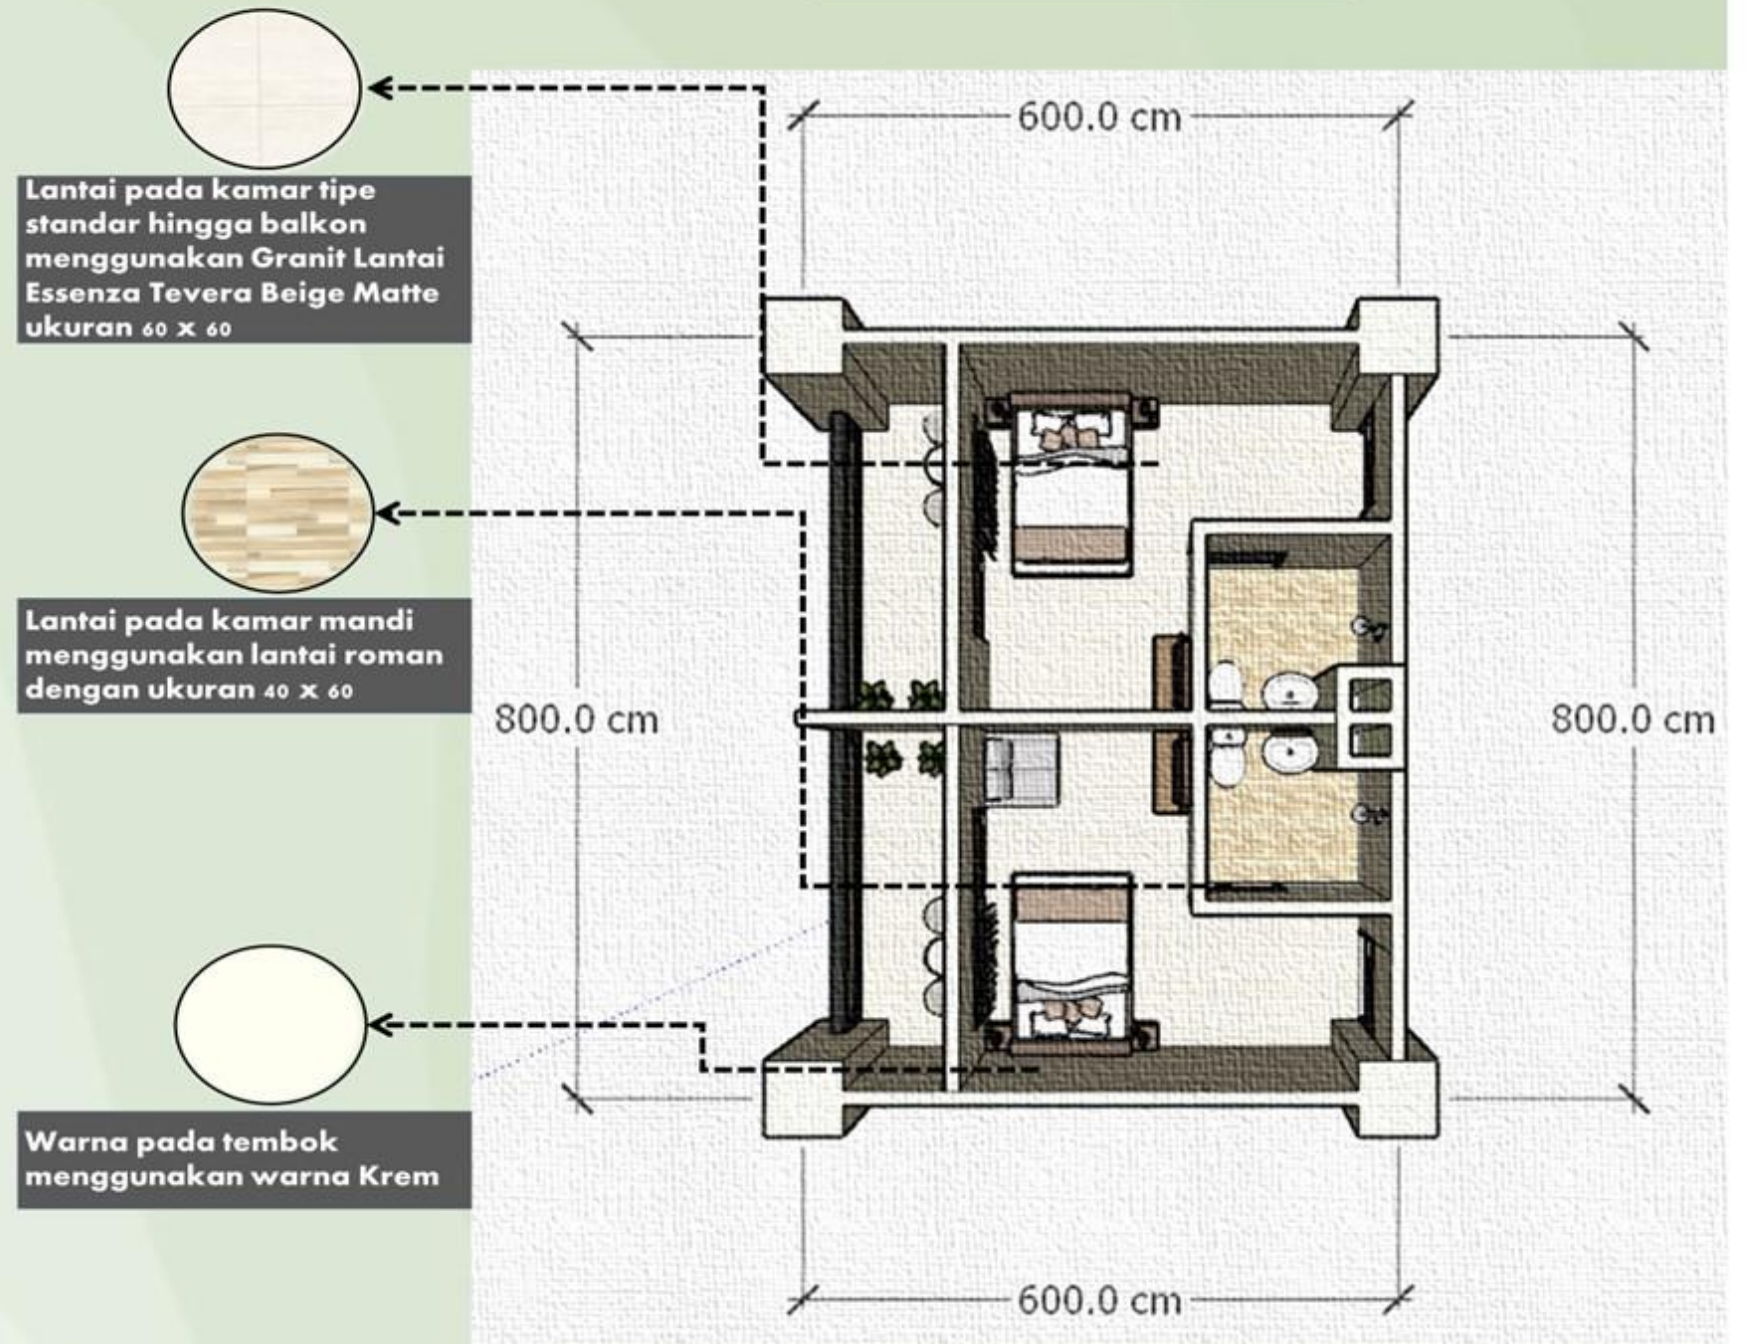 Lantai pada kamar tipe
standar hingga balkon
menggunakan Granit Lantai
Essenza Tevera Beige Matte
ukuran 60 x 60
Lantai pada kamar mandi
menggunakan lantai roman
dengan ukuran 40 x 60
Warna pada tembok
menggunakan warna Krem
600.0 cm
800.0 cm
800.0 cm
600.0 cm